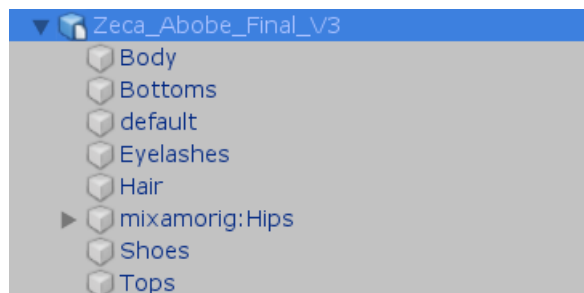 Zeca_Abobe_Final_V3
Body
Bottoms
default
Eyelashes
Hair
mixamorig:Hips
Shoes
Tops